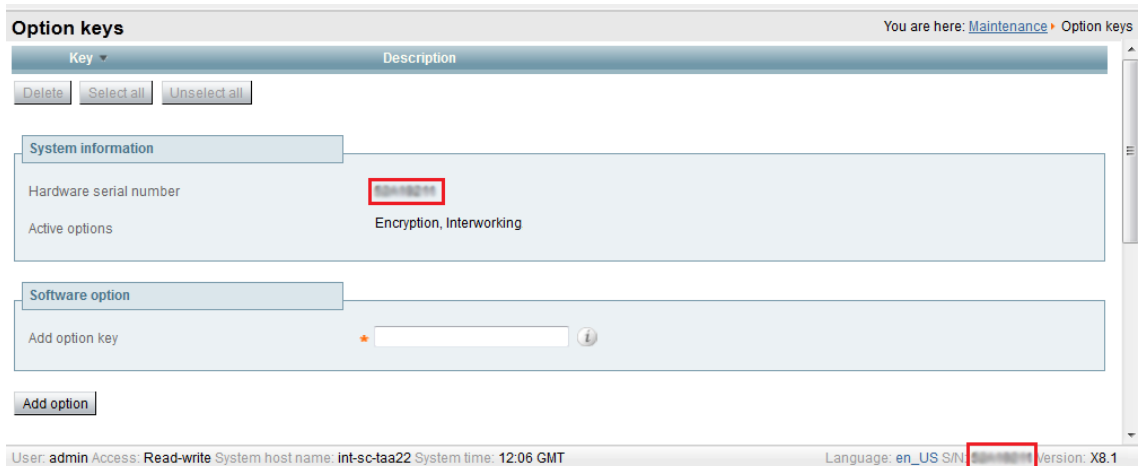 Option keys
You are here: Maintenance Option keys
Key Description
Delete Select all Unselect all
System information
Hardware serial number
Active options Encryption, Interworking
Software option
Add option key * i
Add option
User: admin Access: Read-write System host name: int-sc-taa22 System time: 12:06 GMT Language: en_US S/N: Version: X8.1